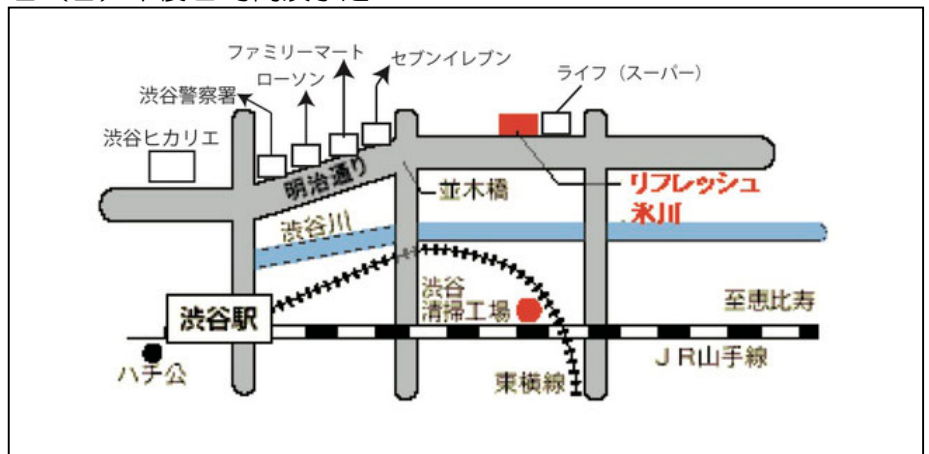 ファミリーマート
セブンイレブン
ローソン
ライフ（スーパー）
渋谷警察署
渋谷ヒカリエ
明治通り
並木橋
リフレッシュ
氷川
渋谷川
渋谷
清掃工場
至恵比寿
渋谷駅
JR山手線
ハチ公
東横線